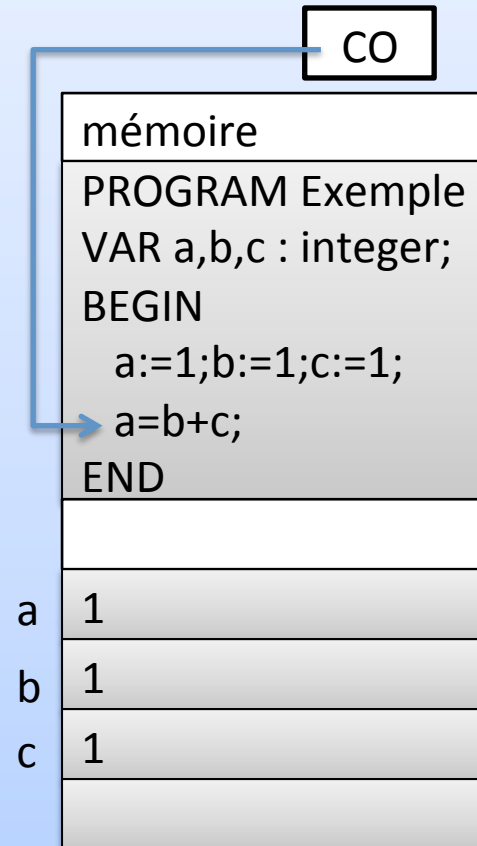 CO
mémoire
PROGRAM Exemple
VAR a,b,c : integer;
BEGIN
a:=1;b:=1;c:=1;
a=b+c;
END
a 1
b 1
c 1